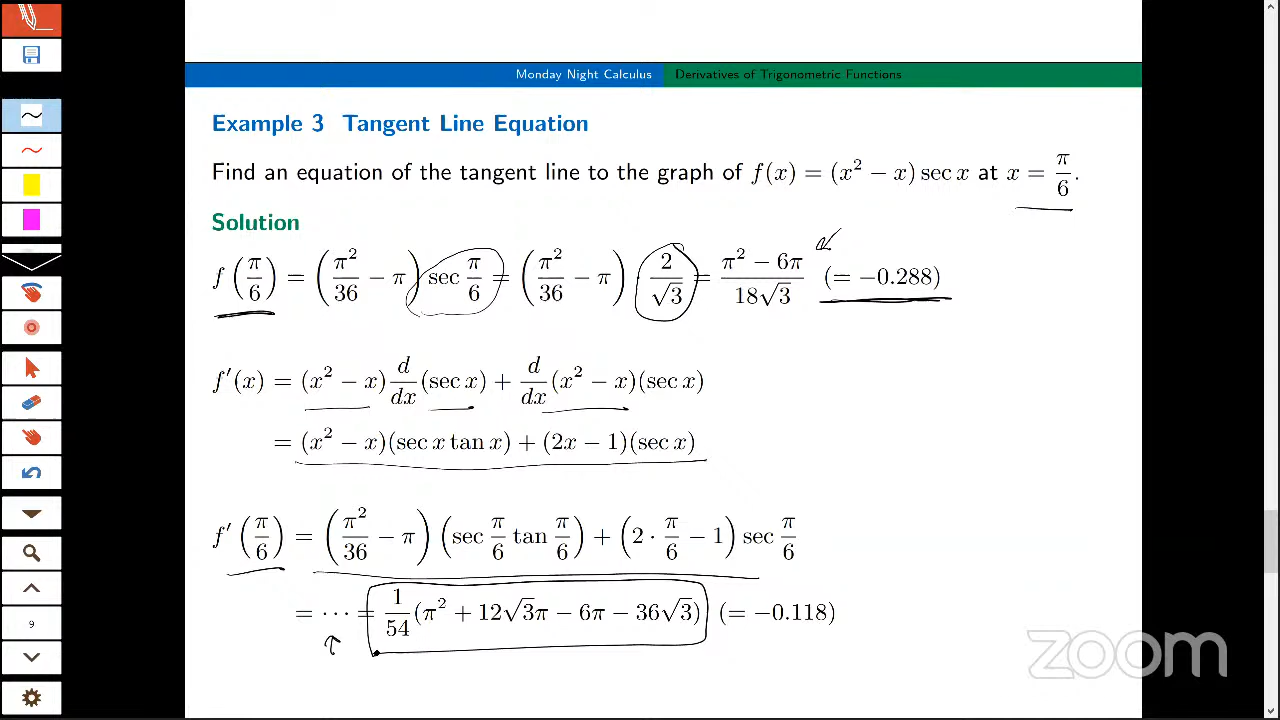 Monday Night Calculus Derivatives of Trigonometric Functions
Example 3 Tangent Line Equation
Find an equation of the tangent line to the graph of f(x) = (x² − x) sec x at x = π/6.
Solution
f(π/6) = (π²/36 − π) sec π/6 = (π²/36 − π) · 2/√3 = (π² − 6π)/(18√3) (= −0.288)
f′(x) = (x² − x) d/dx (sec x) + d/dx (x² − x)(sec x)
= (x² − x)(sec x tan x) + (2x − 1)(sec x)
f′(π/6) = (π²/36 − π)(sec π/6 tan π/6) + (2 · π/6 − 1) sec π/6
= ⋯ = 1/54 (π² + 12√3π − 6π − 36√3) (= −0.118)
9
zoom